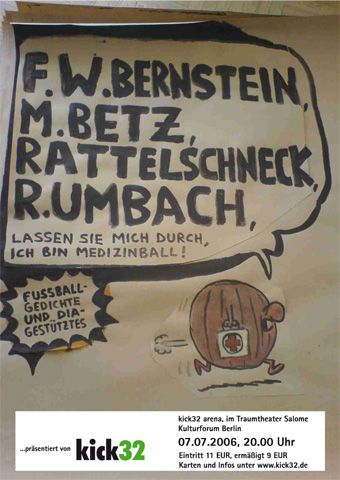 F.W.BERNSTEIN,
M.BETZ,
RATTELSCHNECK,
R.UMBACH,
LASSEN SIE MICH DURCH,
ICH BIN MEDIZINBALL!
FUSSBALL-
GEDICHTE
UND DIA-
GESTÜTZTES
...präsentiert von kick32
kick32 arena, im Traumtheater Salome
Kulturforum Berlin
07.07.2006, 20.00 Uhr
Eintritt 11 EUR, ermäßigt 9 EUR
Karten und Infos unter www.kick32.de